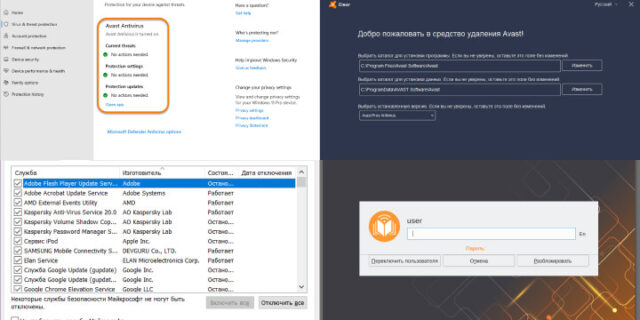 Home
Virus & threat protection
Account protection
Firewall & network protection
Device security
Device performance & health
Family options
Protection history
Protection for your device against threats.
Avast Antivirus
Avast Antivirus is turned on.
Current threats
No actions needed.
Protection settings
No actions needed.
Protection updates
No actions needed.
Open app
Microsoft Defender Antivirus options
Have a question?
Get help
Who's protecting me?
Manage providers
Help improve Windows Security
Give us feedback
Change your privacy settings
View and change privacy settings
for your Windows 10 Pro device.
Privacy settings
Privacy dashboard
Privacy Statement
Clear
Русский
Добро пожаловать в средство удаления Avast!
Выбрать каталог для установки программы. Если вы не уверены, оставьте это поле без изменений.
C:\Program Files\Avast Software\Avast
Изменить
Выбрать каталог для установки данных. Если вы не уверены, оставьте это поле без изменений.
C:\ProgramData\AVAST Software\Avast
Изменить
Выбрать установленную версию. Если вы не уверены, оставьте это поле без изменений.
Avast Free Antivirus
Служба Изготовитель Состоя... Дата отключения
Adobe Flash Player Update Serv... Adobe Остано...
Adobe Acrobat Update Service Adobe Systems Работает
AMD External Events Utility AMD Работает
Kaspersky Anti-Virus Service 20.0 AO Kaspersky Lab Работает
Kaspersky Volume Shadow Cop... AO Kaspersky Lab Остано...
Kaspersky VPN Secure Connecti... AO Kaspersky Lab Остано...
Сервис iPod Apple Inc. Остано...
SAMSUNG Mobile Connectivity S... DEVGURU Co., LTD. Работает
Elan Service ELAN Microelectronics Corp. Работает
Служба Google Update (gupdate) Google Inc. Остано...
Служба Google Update (gupdatem) Google Inc. Остано...
Google Chrome Elevation Service Google LLC Остано...
Некоторые службы безопасности Майкрософт не могут быть
отключены.
Включить все
Отключить все
user
En
Пароль:
Переключить пользователя
Отмена
Разблокировать